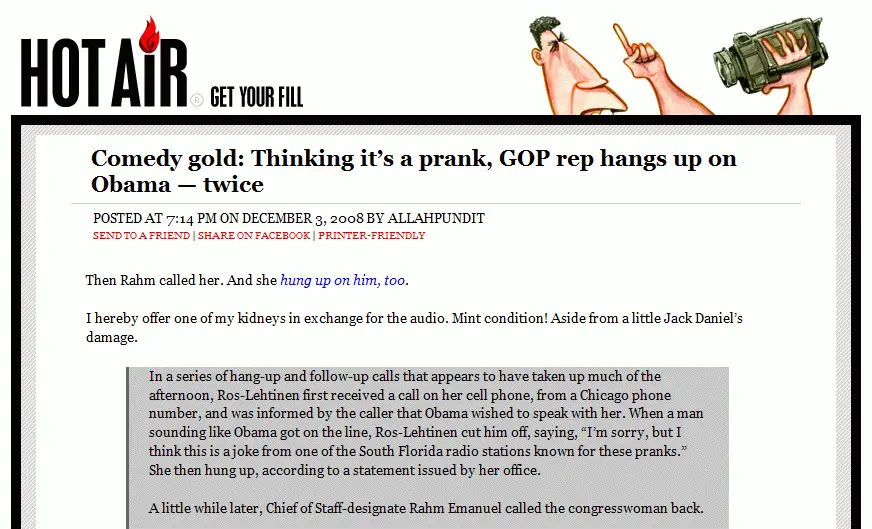 HOT AiR ® GET YOUR FILL
Comedy gold: Thinking it’s a prank, GOP rep hangs up on
Obama — twice
POSTED AT 7:14 PM ON DECEMBER 3, 2008 BY ALLAHPUNDIT
SEND TO A FRIEND | SHARE ON FACEBOOK | PRINTER-FRIENDLY
Then Rahm called her. And she hung up on him, too.
I hereby offer one of my kidneys in exchange for the audio. Mint condition! Aside from a little Jack Daniel’s
damage.
In a series of hang-up and follow-up calls that appears to have taken up much of the
afternoon, Ros-Lehtinen first received a call on her cell phone, from a Chicago phone
number, and was informed by the caller that Obama wished to speak with her. When a man
sounding like Obama got on the line, Ros-Lehtinen cut him off, saying, “I’m sorry, but I
think this is a joke from one of the South Florida radio stations known for these pranks.”
She then hung up, according to a statement issued by her office.
A little while later, Chief of Staff-designate Rahm Emanuel called the congresswoman back.